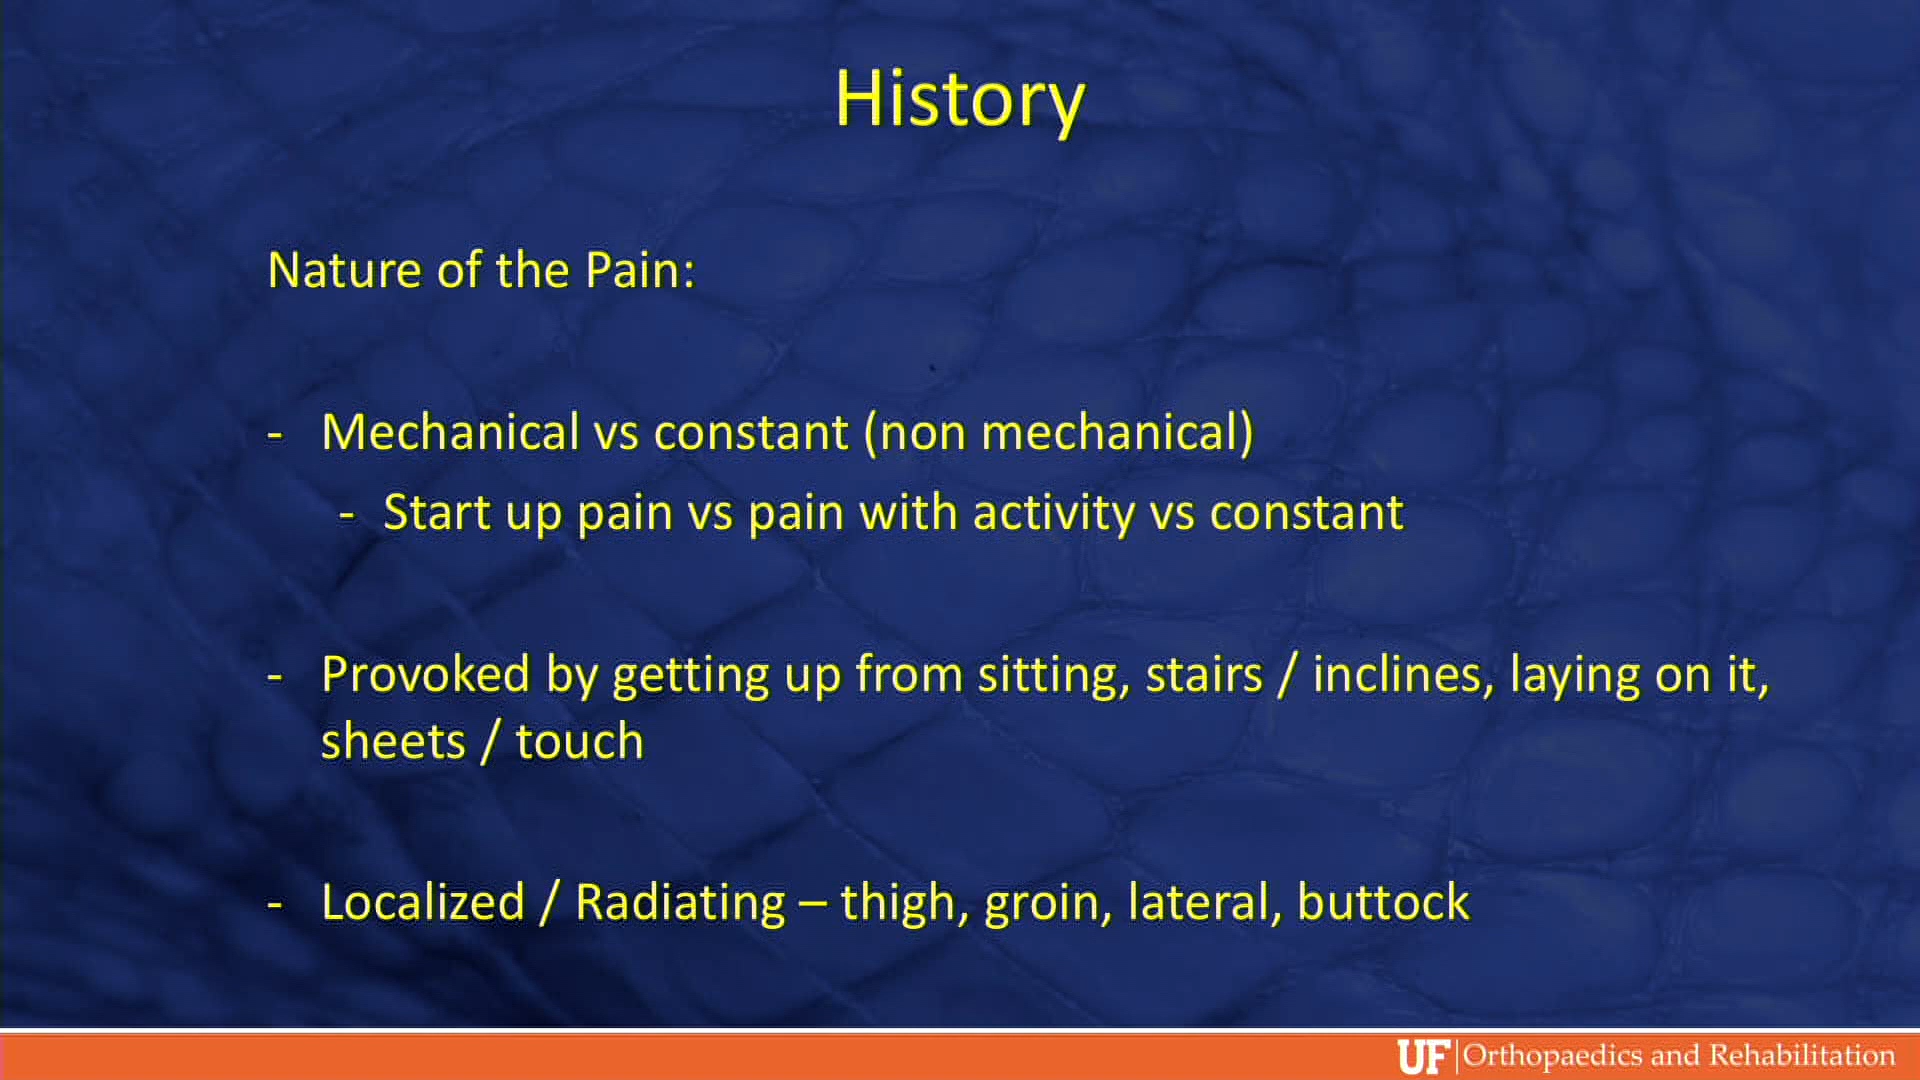 History
Nature of the Pain:
- Mechanical vs constant (non mechanical)
- Start up pain vs pain with activity vs constant
- Provoked by getting up from sitting, stairs / inclines, laying on it,
sheets / touch
- Localized / Radiating – thigh, groin, lateral, buttock
UF Orthopaedics and Rehabilitation